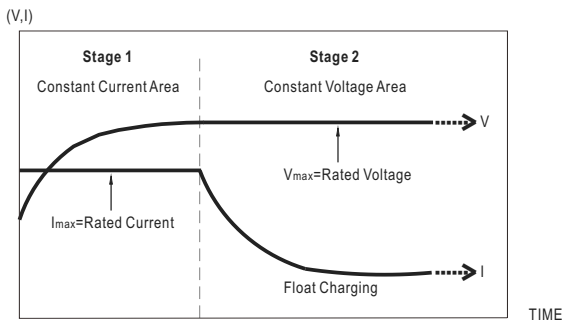 (V,I)
Stage 1
Stage 2
Constant Current Area
Constant Voltage Area
V
Vmax=Rated Voltage
Imax=Rated Current
I
Float Charging
TIME